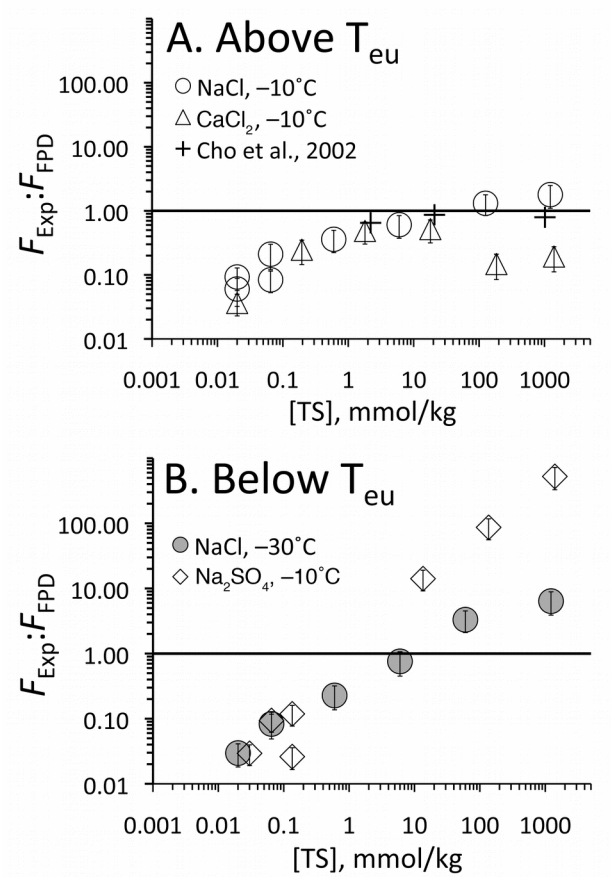 A. Above Teu
NaCl, –10˚C
CaCl2, –10˚C
Cho et al., 2002
FExp:FFPD
100.00
10.00
1.00
0.10
0.01
0.001 0.01 0.1 1 10 100 1000
[TS], mmol/kg
B. Below Teu
NaCl, –30˚C
Na2SO4, –10˚C
FExp:FFPD
100.00
10.00
1.00
0.10
0.01
0.001 0.01 0.1 1 10 100 1000
[TS], mmol/kg